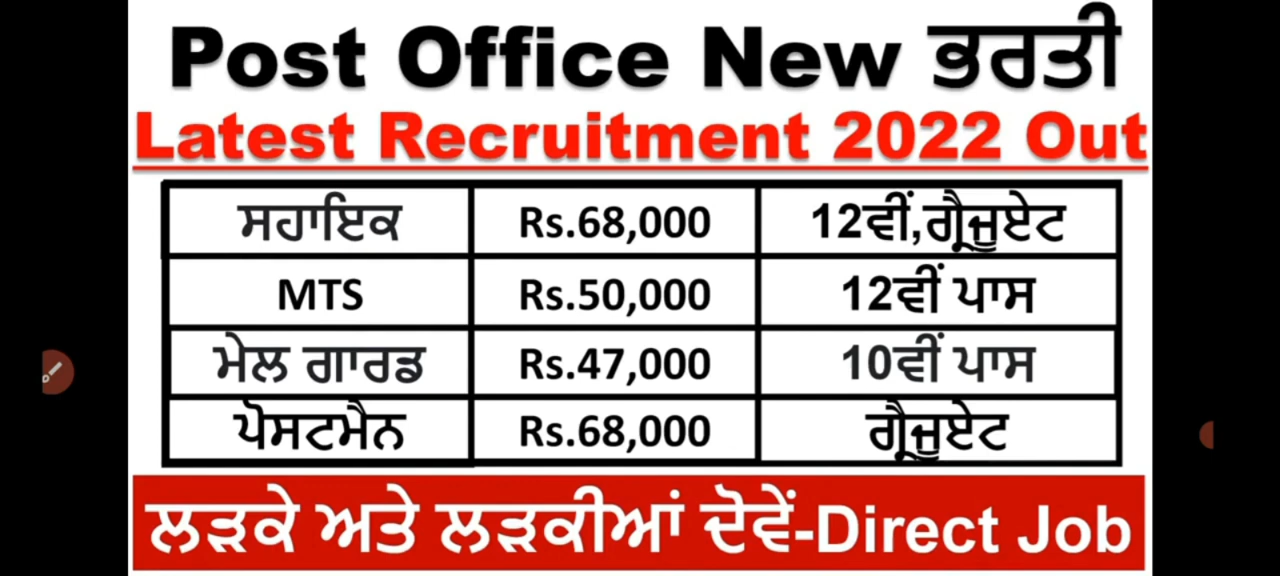 Post Office New ਭਰਤੀ
Latest Recruitment 2022 Out
ਸਹਾਇਕ Rs.68,000 12ਵੀਂ,ਗ੍ਰੈਜੂਏਟ
MTS Rs.50,000 12ਵੀਂ ਪਾਸ
ਮੇਲ ਗਾਰਡ Rs.47,000 10ਵੀਂ ਪਾਸ
ਪੋਸਟਮੈਨ Rs.68,000 ਗ੍ਰੈਜੂਏਟ
ਲੜਕੇ ਅਤੇ ਲੜਕੀਆਂ ਦੋਵੇਂ-Direct Job